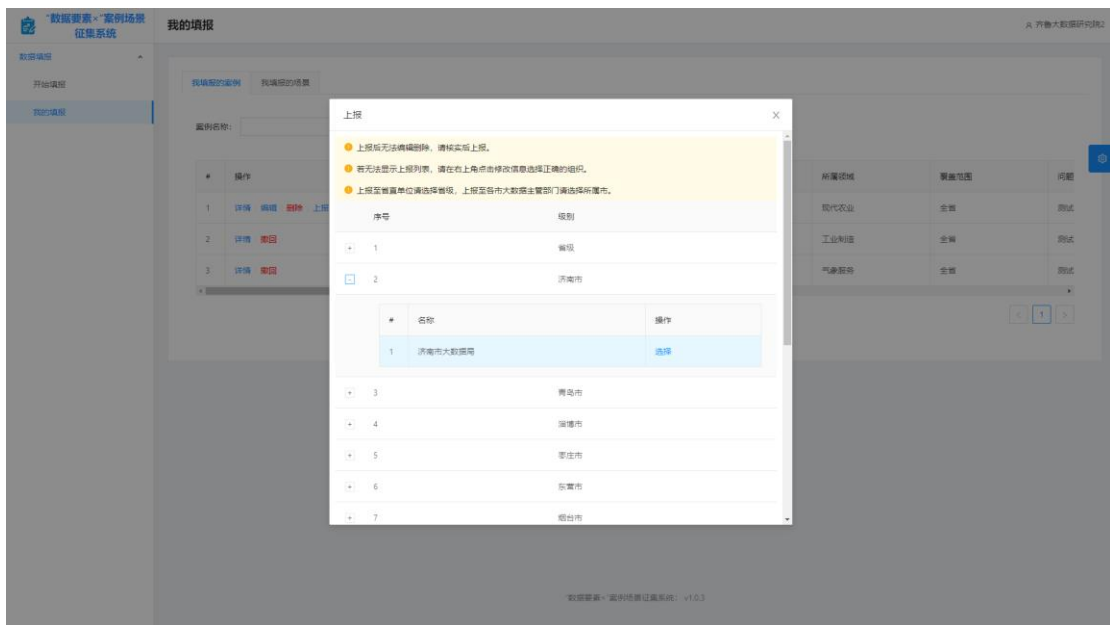 "数据要素×"案例场景
征集系统
我的填报
齐鲁大数据研究院2
数据填报
开始填报
我的填报
我填报的案例 我填报的场景
案例名称：
# 操作 所属领域 覆盖范围 问题
1 详情 编辑 删除 上报 现代农业 全省 测试
2 详情 撤回 工业制造 全省 测试
3 详情 撤回 气象服务 全省 测试
1
上报
上报后无法编辑删除，请核实后上报。
若无法显示上报列表，请在右上角点击修改信息选择正确的组织。
上报至省直单位请选择省级，上报至各市大数据主管部门请选择所属市。
序号 级别
1 省级
2 济南市
# 名称 操作
1 济南市大数据局 选择
3 青岛市
4 淄博市
5 枣庄市
6 东营市
7 烟台市
"数据要素×"案例场景征集系统： v1.0.3